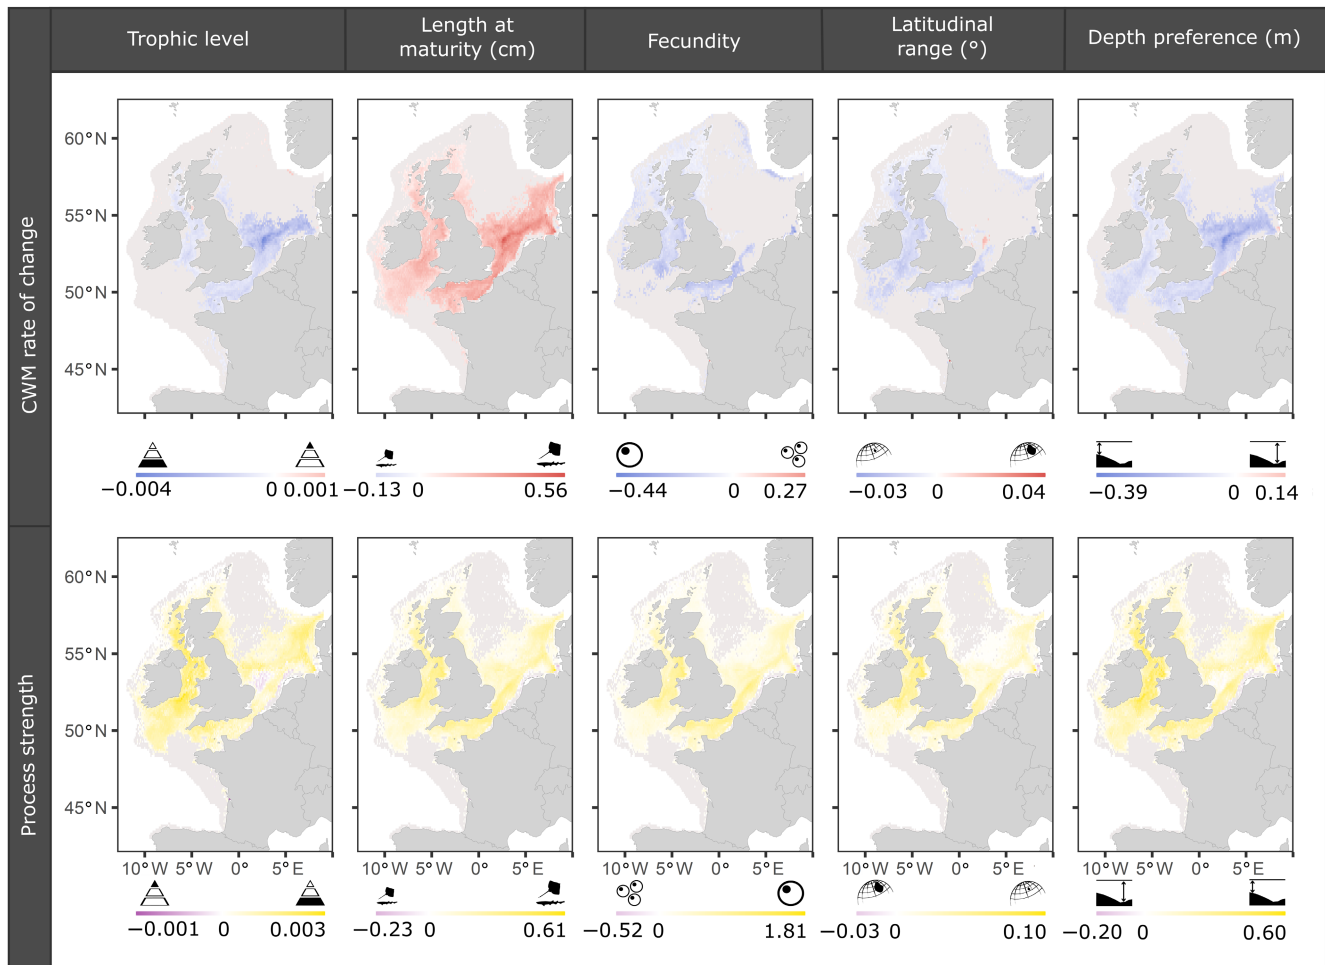 Trophic level
Length at
maturity (cm)
Fecundity
Latitudinal
range (°)
Depth preference (m)
CWM rate of change
60°N
55°N
50°N
45°N
−0.004 0 0.001
−0.13 0 0.56
−0.44 0 0.27
−0.03 0 0.04
−0.39 0 0.14
Process strength
60°N
55°N
50°N
45°N
10°W 5°W 0° 5°E
10°W 5°W 0° 5°E
10°W 5°W 0° 5°E
10°W 5°W 0° 5°E
10°W 5°W 0° 5°E
−0.001 0 0.003
−0.23 0 0.61
−0.52 0 1.81
−0.03 0 0.10
−0.20 0 0.60